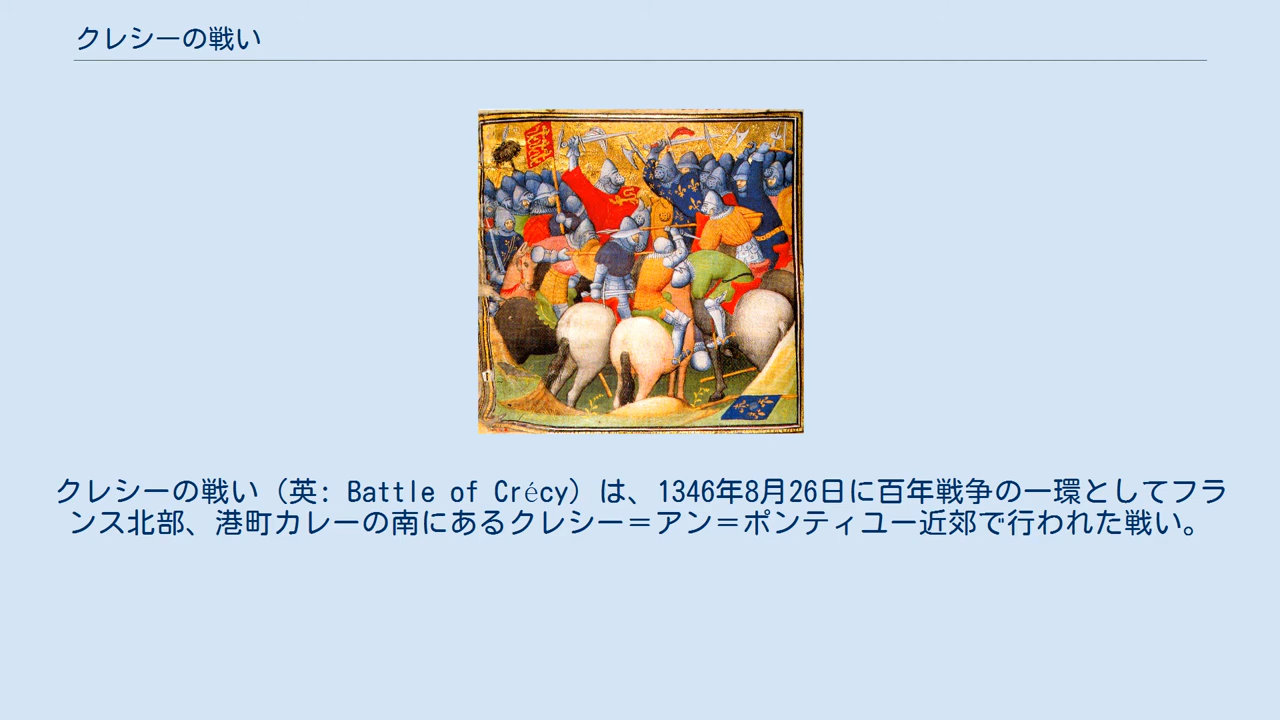 クレシーの戦い
クレシーの戦い（英: Battle of Crécy）は、1346年8月26日に百年戦争の一環としてフラ
ンス北部、港町カレーの南にあるクレシー＝アン＝ポンティユー近郊で行われた戦い。